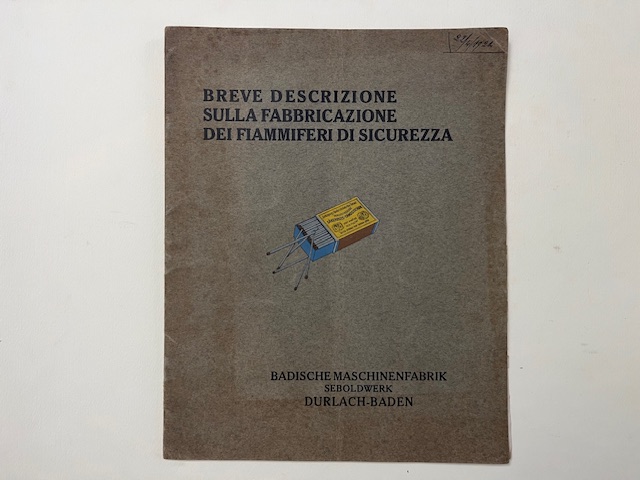 BREVE DESCRIZIONE
SULLA FABBRICAZIONE
DEI FIAMMIFERI DI SICUREZZA
BADISCHE MASCHINENFABRIK
SEBOLDWERK
DURLACH-BADEN